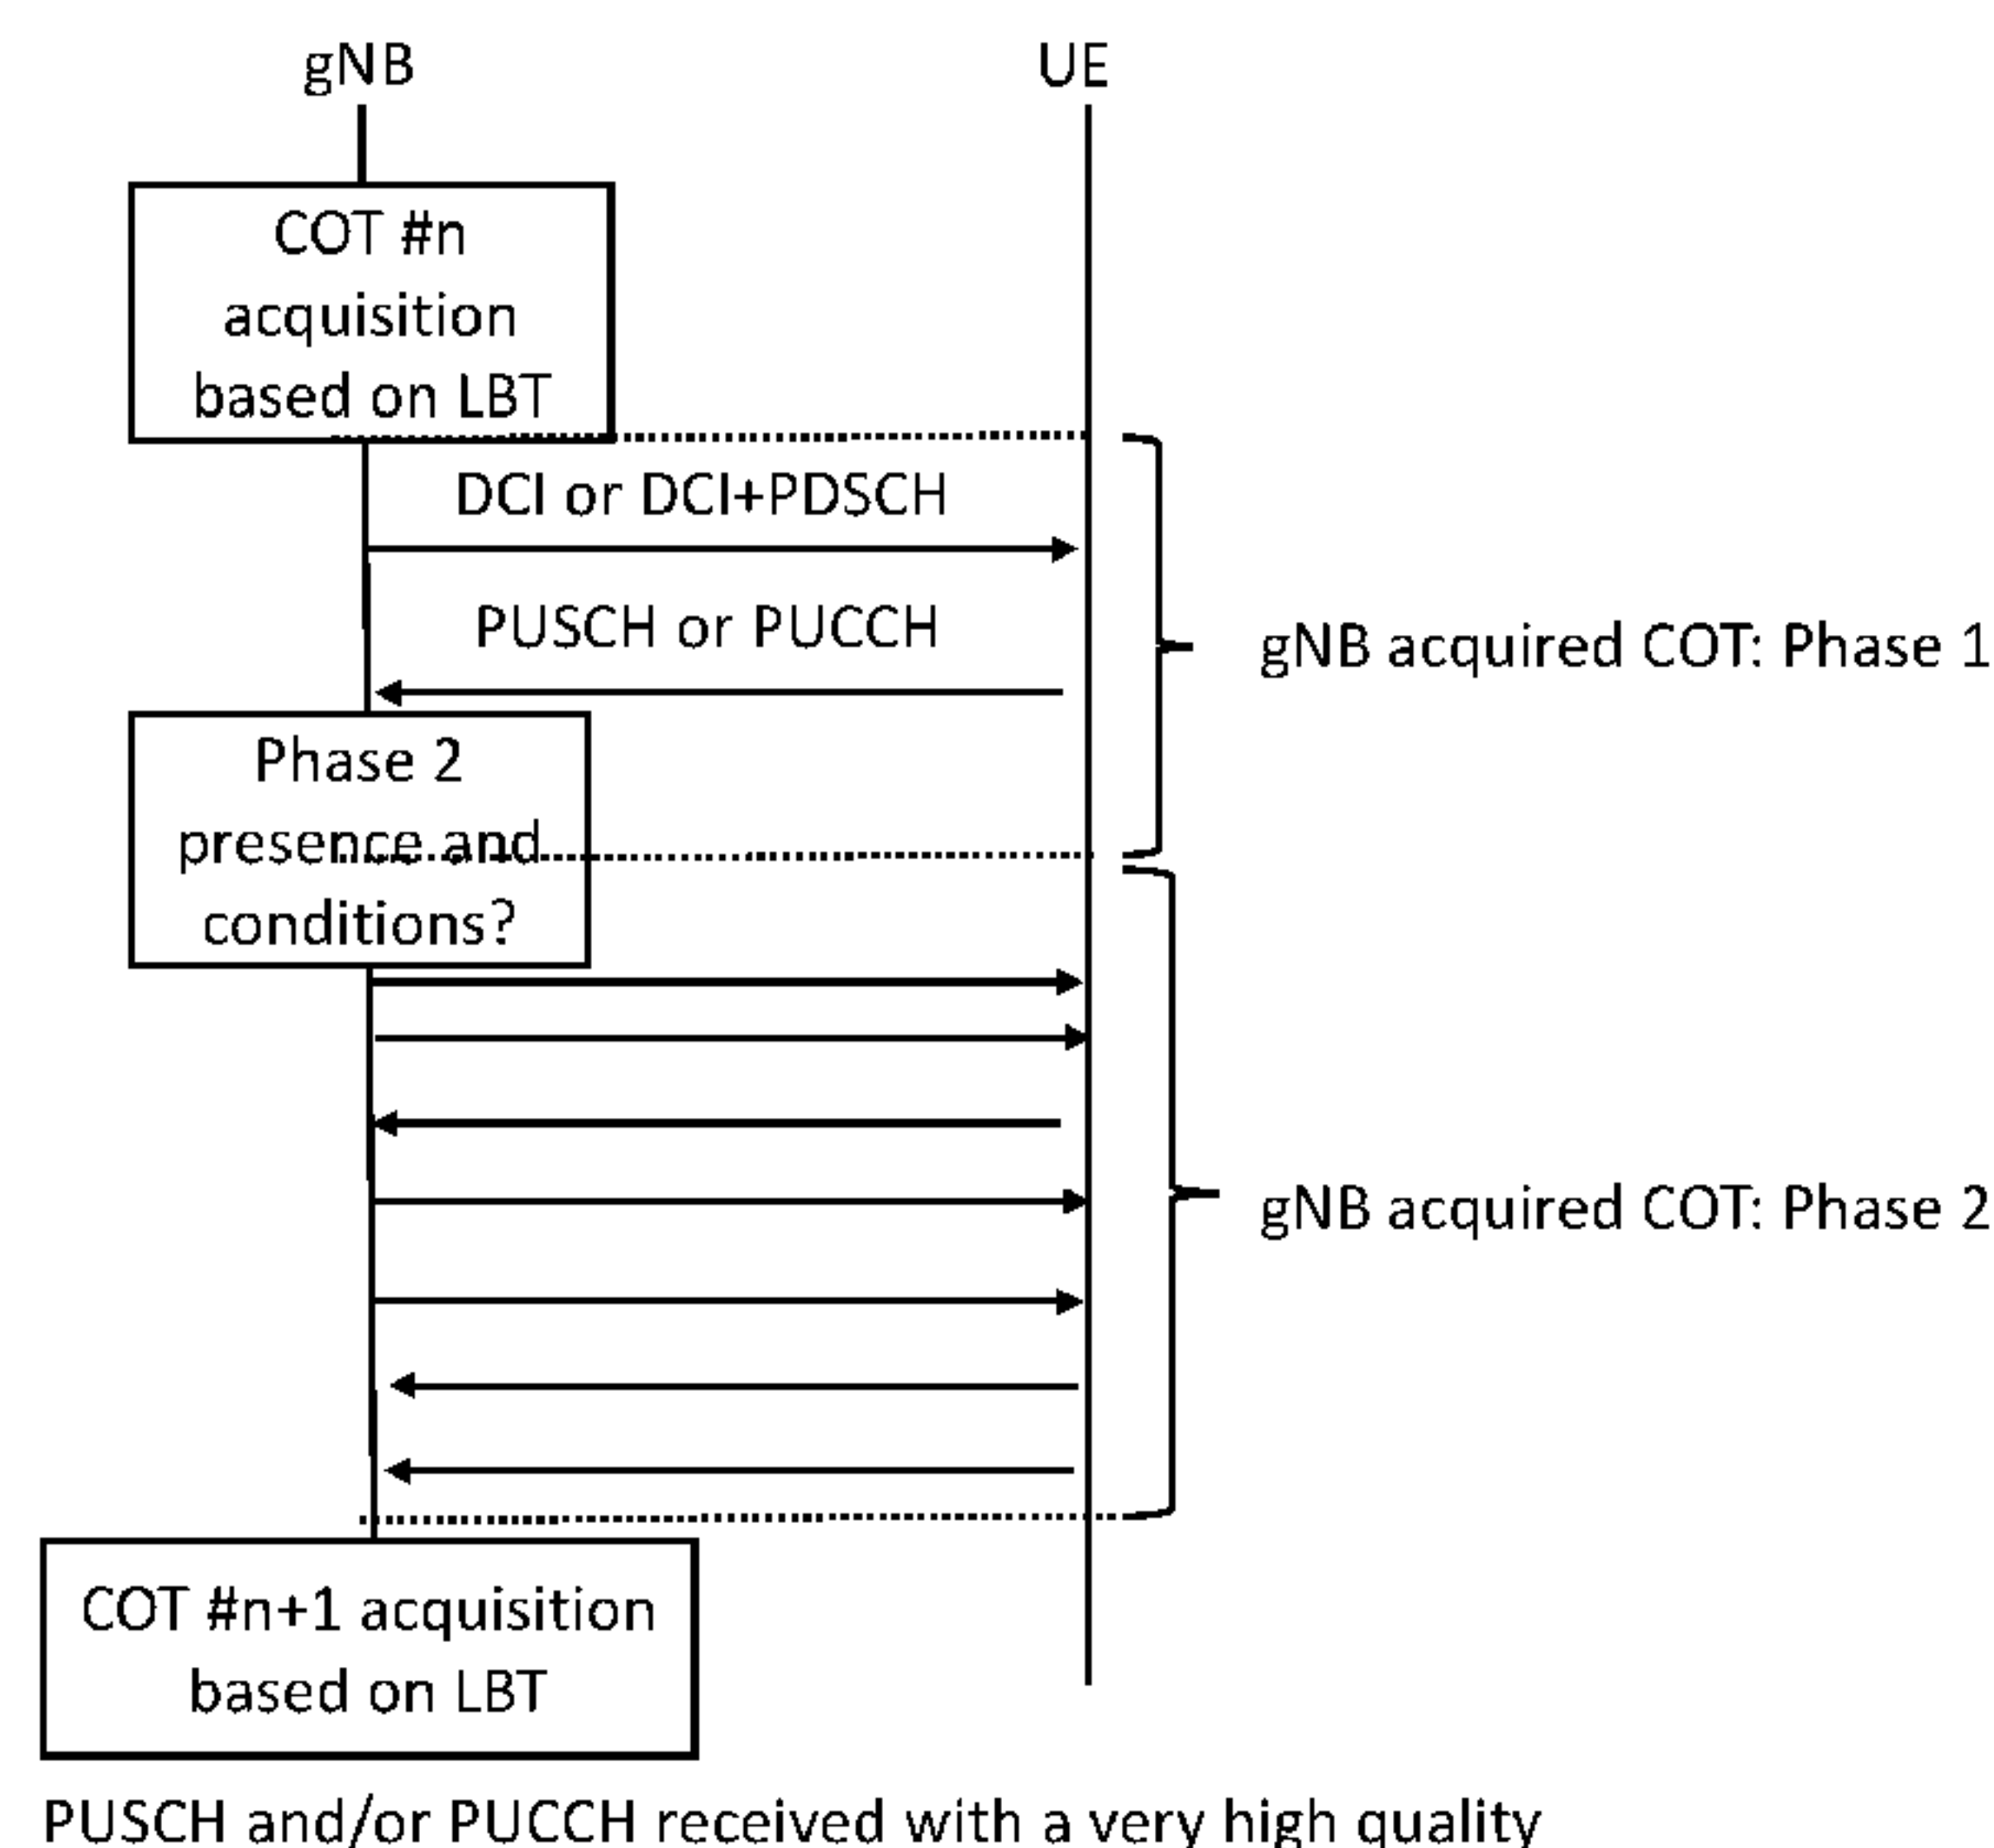 gNB
UE
COT #n
acquisition
based on LBT
DCI or DCI+PDSCH
PUSCH or PUCCH
gNB acquired COT: Phase 1
Phase 2
presence and
conditions?
gNB acquired COT: Phase 2
COT #n+1 acquisition
based on LBT
PUSCH and/or PUCCH received with a very high quality